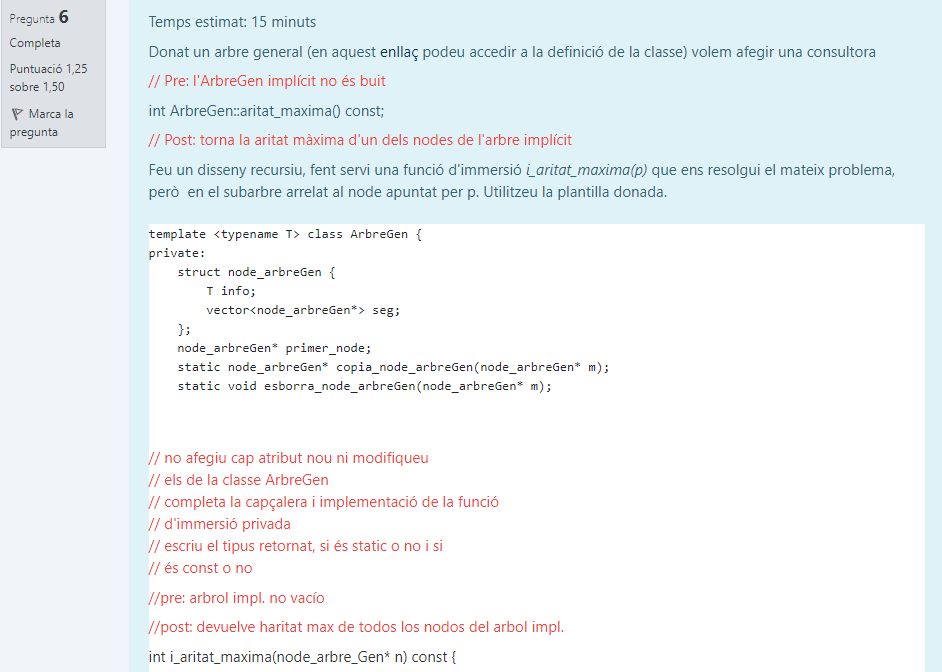 Pregunta 6
Completa
Puntuació 1,25
sobre 1,50
Marca la
pregunta
Temps estimat: 15 minuts
Donat un arbre general (en aquest enllaç podeu accedir a la definició de la classe) volem afegir una consultora
// Pre: l'ArbreGen implícit no és buit
int ArbreGen::aritat_maxima() const;
// Post: torna la aritat màxima d'un dels nodes de l'arbre implícit
Feu un disseny recursiu, fent servi una funció d'immersió i_aritat_maxima(p) que ens resolgui el mateix problema,
però  en el subarbre arrelat al node apuntat per p. Utilitzeu la plantilla donada.
template <typename T> class ArbreGen {
private:
    struct node_arbreGen {
        T info;
        vector<node_arbreGen*> seg;
    };
    node_arbreGen* primer_node;
    static node_arbreGen* copia_node_arbreGen(node_arbreGen* m);
    static void esborra_node_arbreGen(node_arbreGen* m);
// no afegiu cap atribut nou ni modifiqueu
// els de la classe ArbreGen
// completa la capçalera i implementació de la funció
// d'immersió privada
// escriu el tipus retornat, si és static o no i si
// és const o no
//pre: arbrol impl. no vacío
//post: devuelve haritat max de todos los nodos del arbol impl.
int i_aritat_maxima(node_arbre_Gen* n) const {